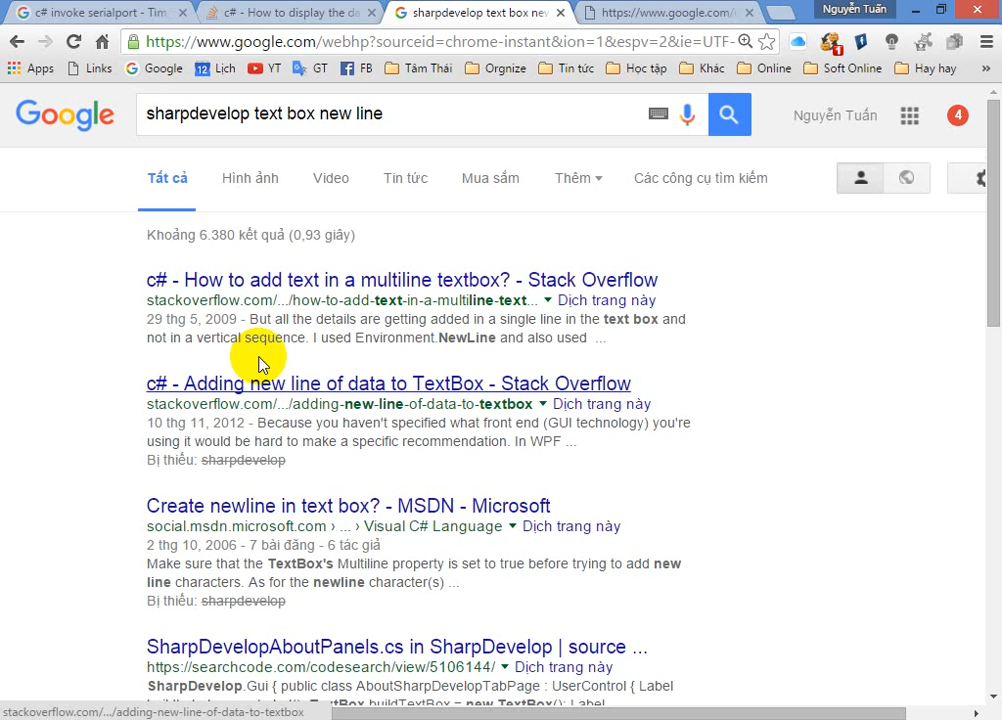 c# invoke serialport - Tìm
c# - How to display the da
sharpdevelop text box new
https://www.google.com/
Nguyễn Tuấn
https://www.google.com/webhp?sourceid=chrome-instant&ion=1&espv=2&ie=UTF-
1
Apps
Links
Google
12
Lịch
YT
GT
FB
Tâm Thái
Orgnize
Tin tức
Học tập
Khác
Online
Soft Online
Hay hay
»
Google
sharpdevelop text box new line
Nguyễn Tuấn
4
Tất cả
Hình ảnh
Video
Tin tức
Mua sắm
Thêm
Các công cụ tìm kiếm
Khoảng 6.380 kết quả (0,93 giây)
c# - How to add text in a multiline textbox? - Stack Overflow
stackoverflow.com/.../how-to-add-text-in-a-multiline-text... Dịch trang này
29 thg 5, 2009 - But all the details are getting added in a single line in the text box and
not in a vertical sequence. I used Environment.NewLine and also used ...
c# - Adding new line of data to TextBox - Stack Overflow
stackoverflow.com/.../adding-new-line-of-data-to-textbox Dịch trang này
10 thg 11, 2012 - Because you haven't specified what front end (GUI technology) you're
using it would be hard to make a specific recommendation. In WPF ...
Bị thiếu: sharpdevelop
Create newline in text box? - MSDN - Microsoft
social.msdn.microsoft.com › ... › Visual C# Language Dịch trang này
2 thg 10, 2006 - 7 bài đăng - 6 tác giả
Make sure that the TextBox's Multiline property is set to true before trying to add new
line characters. As for the newline character(s) ...
Bị thiếu: sharpdevelop
SharpDevelopAboutPanels.cs in SharpDevelop | source ...
https://searchcode.com/codesearch/view/5106144/ Dịch trang này
SharpDevelop.Gui { public class AboutSharpDevelopTabPage : UserControl { Label
TextBox buildTextBox = new TextBox(); Label
stackoverflow.com/.../adding-new-line-of-data-to-textbox